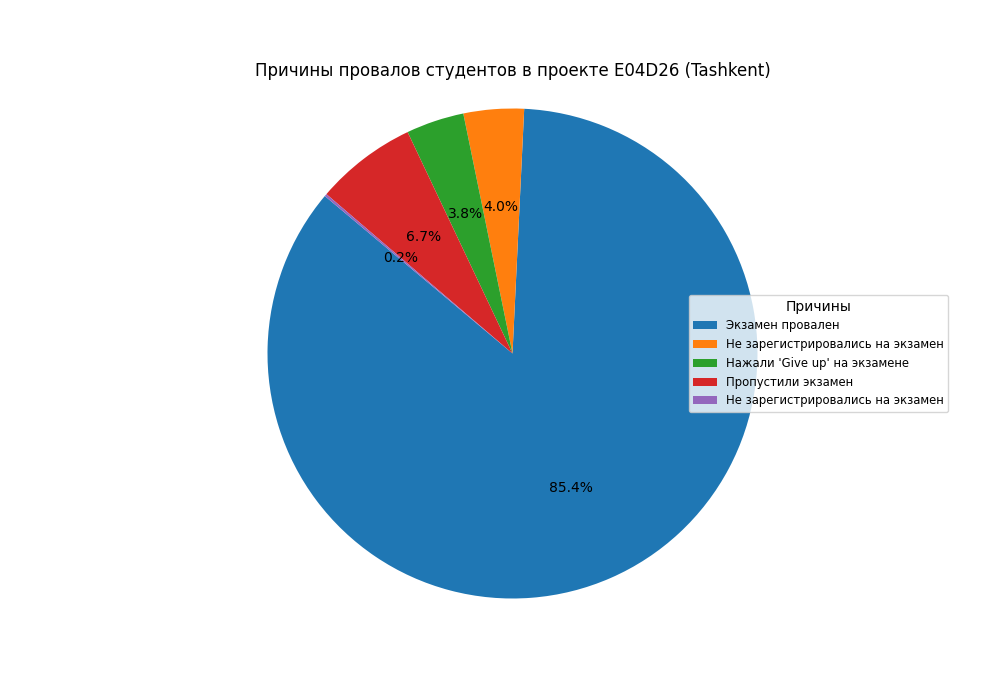 Причины провалов студентов в проекте E04D26 (Tashkent)
4.0%
3.8%
6.7%
0.2%
85.4%
Причины
Экзамен провален
Не зарегистрировались на экзамен
Нажали 'Give up' на экзамене
Пропустили экзамен
Не зарегистрировались на экзамен